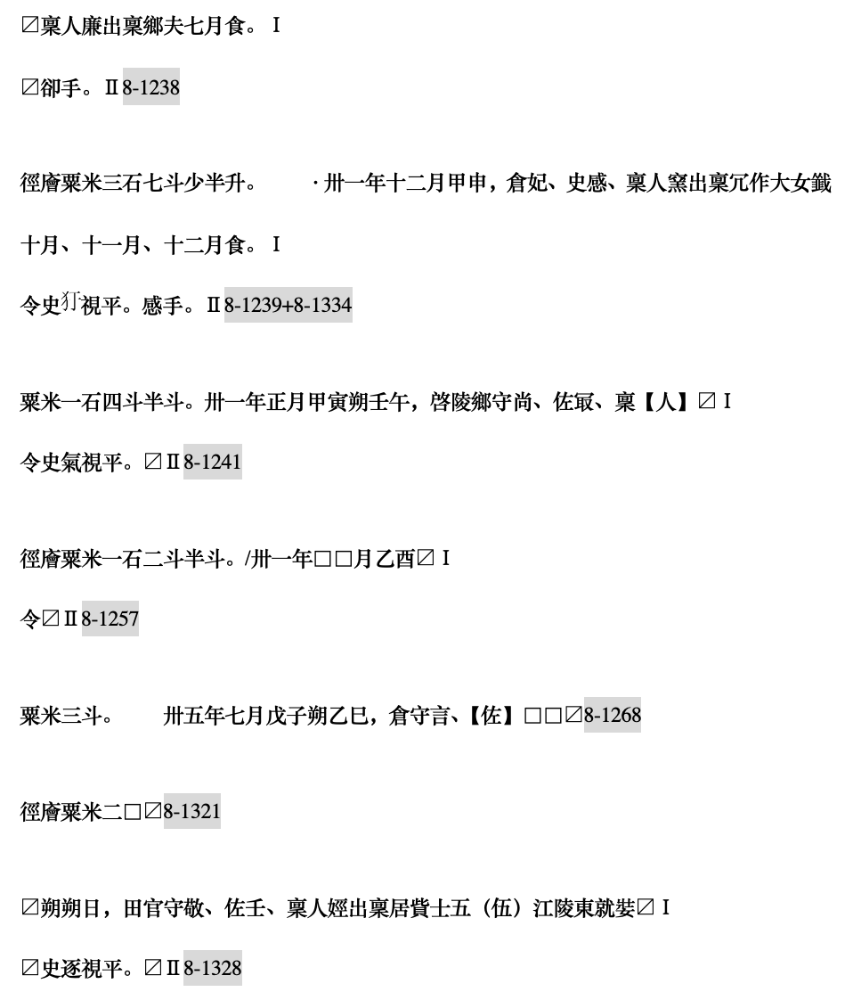 ☑稟人廉出稟鄉夫七月食。Ⅰ
☑卻手。Ⅱ8-1238
徑廥粟米三石七斗少半升。　　·卅一年十二月甲申，倉妃、史感、稟人窯出稟冗作大女䥫
十月、十一月、十二月食。Ⅰ
令史犴視平。感手。Ⅱ8-1239+8-1334
粟米一石四斗半斗。卅一年正月甲寅朔壬午，啓陵鄉守尚、佐冣、稟【人】☑Ⅰ
令史氣視平。☑Ⅱ8-1241
徑廥粟米一石二斗半斗。/卅一年□□月乙酉☑Ⅰ
令☑Ⅱ8-1257
粟米三斗。　　卅五年七月戊子朔乙巳，倉守言、【佐】□□☑8-1268
徑廥粟米二□☑8-1321
☑朔朔日，田官守敬、佐壬、稟人娙出稟居貲士五（伍）江陵東就㛗☑Ⅰ
☑史逐視平。☑Ⅱ8-1328